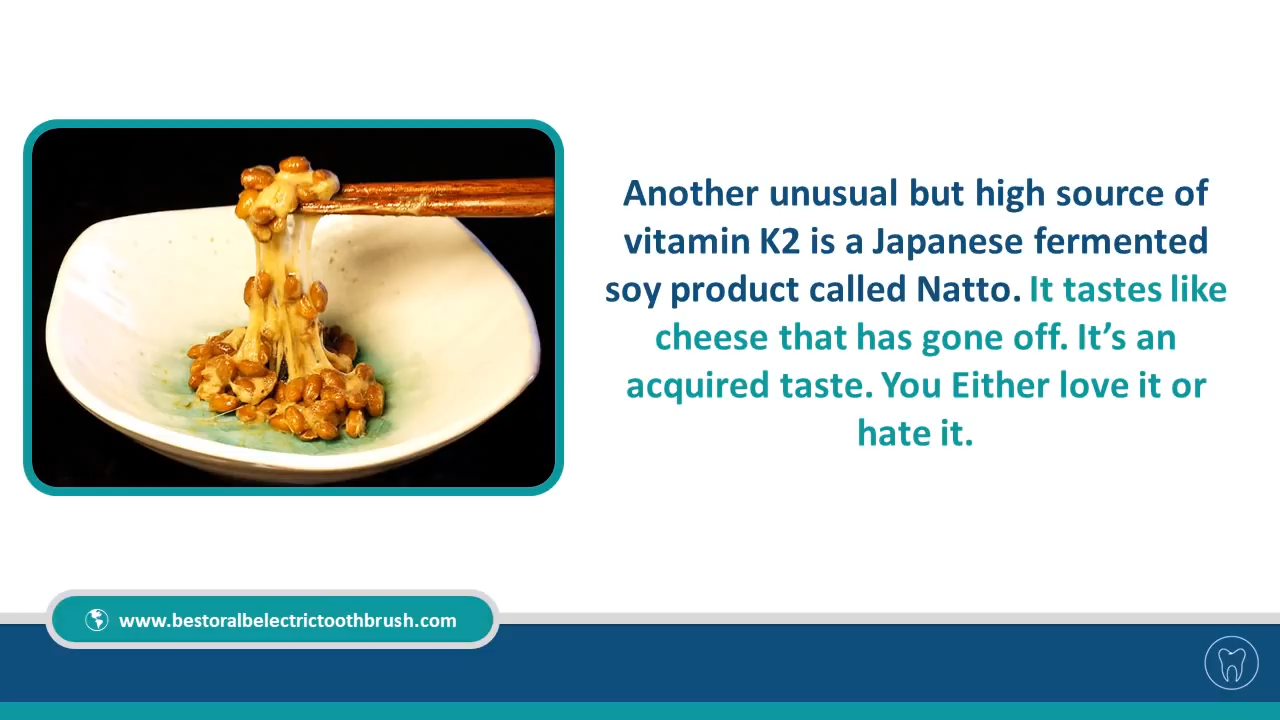 Another unusual but high source of
vitamin K2 is a Japanese fermented
soy product called Natto. It tastes like
cheese that has gone off. It’s an
acquired taste. You Either love it or
hate it.
www.bestoralbelectrictoothbrush.com